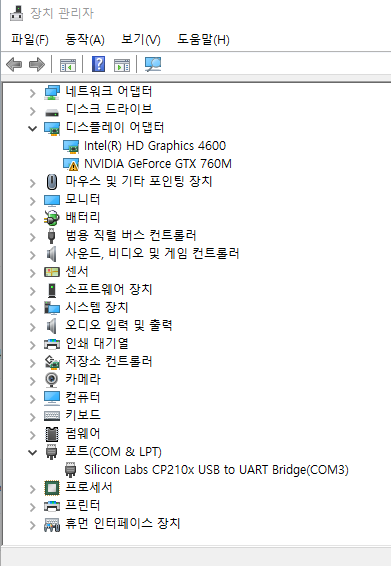 장치 관리자
파일(F) 동작(A) 보기(V) 도움말(H)
네트워크 어댑터
디스크 드라이브
디스플레이 어댑터
Intel(R) HD Graphics 4600
NVIDIA GeForce GTX 760M
마우스 및 기타 포인팅 장치
모니터
배터리
범용 직렬 버스 컨트롤러
사운드, 비디오 및 게임 컨트롤러
센서
소프트웨어 장치
시스템 장치
오디오 입력 및 출력
인쇄 대기열
저장소 컨트롤러
카메라
컴퓨터
키보드
펌웨어
포트(COM & LPT)
Silicon Labs CP210x USB to UART Bridge(COM3)
프로세서
프린터
휴먼 인터페이스 장치